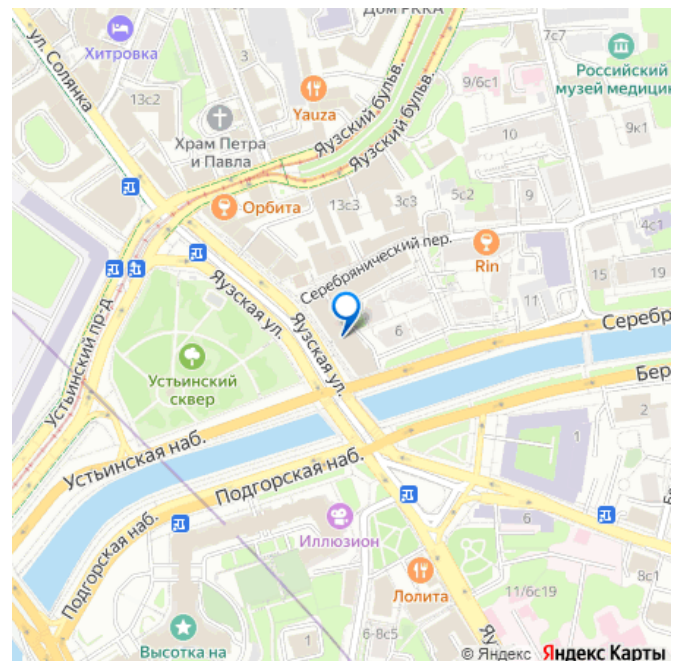 Дом РККА
7с7
ул. Солянка
Хитровка
3
13с2
Yauza
9/6с1
Российский
музей медицин
Храм Петра
и Павла
Яузский бульв.
Яузский бульв.
10
9к1
5с2
9
Орбита
13с3
3с3
4с1
Серебрянический пер.
Rin
15
19
Устьинский пр-д
Яузская ул.
Яузская ул.
6
11
Серебр
Устьинский
сквер
Бер
2
Устьинская наб.
1
Подгорская наб.
Подгорская наб.
Иллюзион
6
Лолита
11/6с19
8с1
Высотка на
1
6-8с5
© Яндекс Яндекс Карты